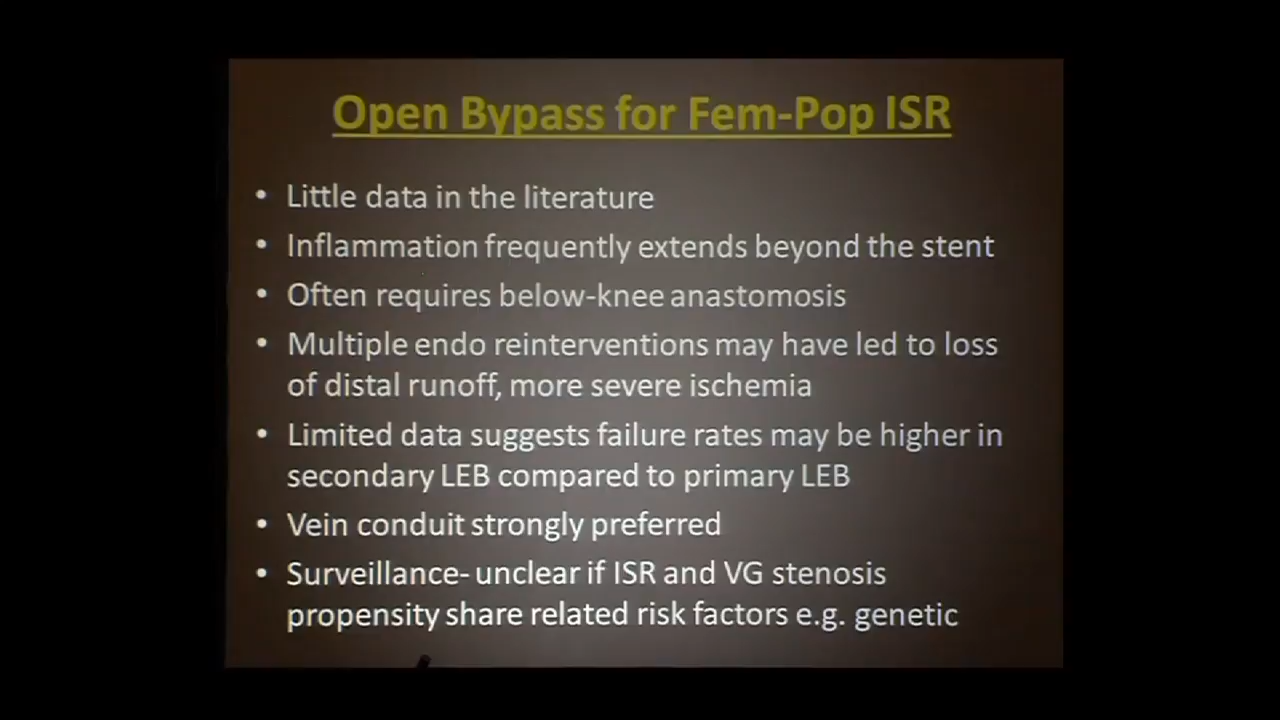 Open Bypass for Fem-Pop ISR
• Little data in the literature
• Inflammation frequently extends beyond the stent
• Often requires below-knee anastomosis
• Multiple endo reinterventions may have led to loss
of distal runoff, more severe ischemia
• Limited data suggests failure rates may be higher in
secondary LEB compared to primary LEB
• Vein conduit strongly preferred
• Surveillance- unclear if ISR and VG stenosis
propensity share related risk factors e.g. genetic